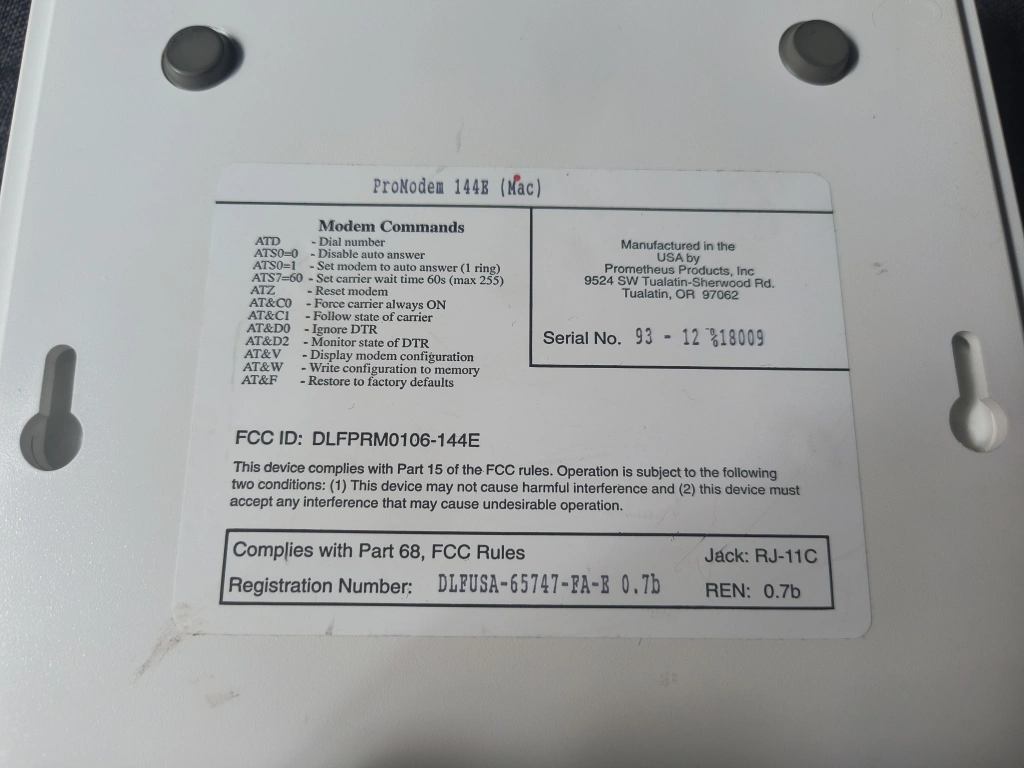 ProModem 144E (Mac)
Modem Commands
ATD - Dial number
ATS0=0 - Disable auto answer
ATS0=1 - Set modem to auto answer (1 ring)
ATS7=60 - Set carrier wait time 60s (max 255)
ATZ - Reset modem
AT&C0 - Force carrier always ON
AT&C1 - Follow state of carrier
AT&D0 - Ignore DTR
AT&D2 - Monitor state of DTR
AT&V - Display modem configuration
AT&W - Write configuration to memory
AT&F - Restore to factory defaults
Manufactured in the
USA by
Prometheus Products, Inc
9524 SW Tualatin-Sherwood Rd.
Tualatin, OR 97062
Serial No. 93 - 12 18009
FCC ID: DLFPRM0106-144E
This device complies with Part 15 of the FCC rules. Operation is subject to the following
two conditions: (1) This device may not cause harmful interference and (2) this device must
accept any interference that may cause undesirable operation.
Complies with Part 68, FCC Rules
Jack: RJ-11C
Registration Number: DLFUSA-65747-FA-E 0.7b
REN: 0.7b